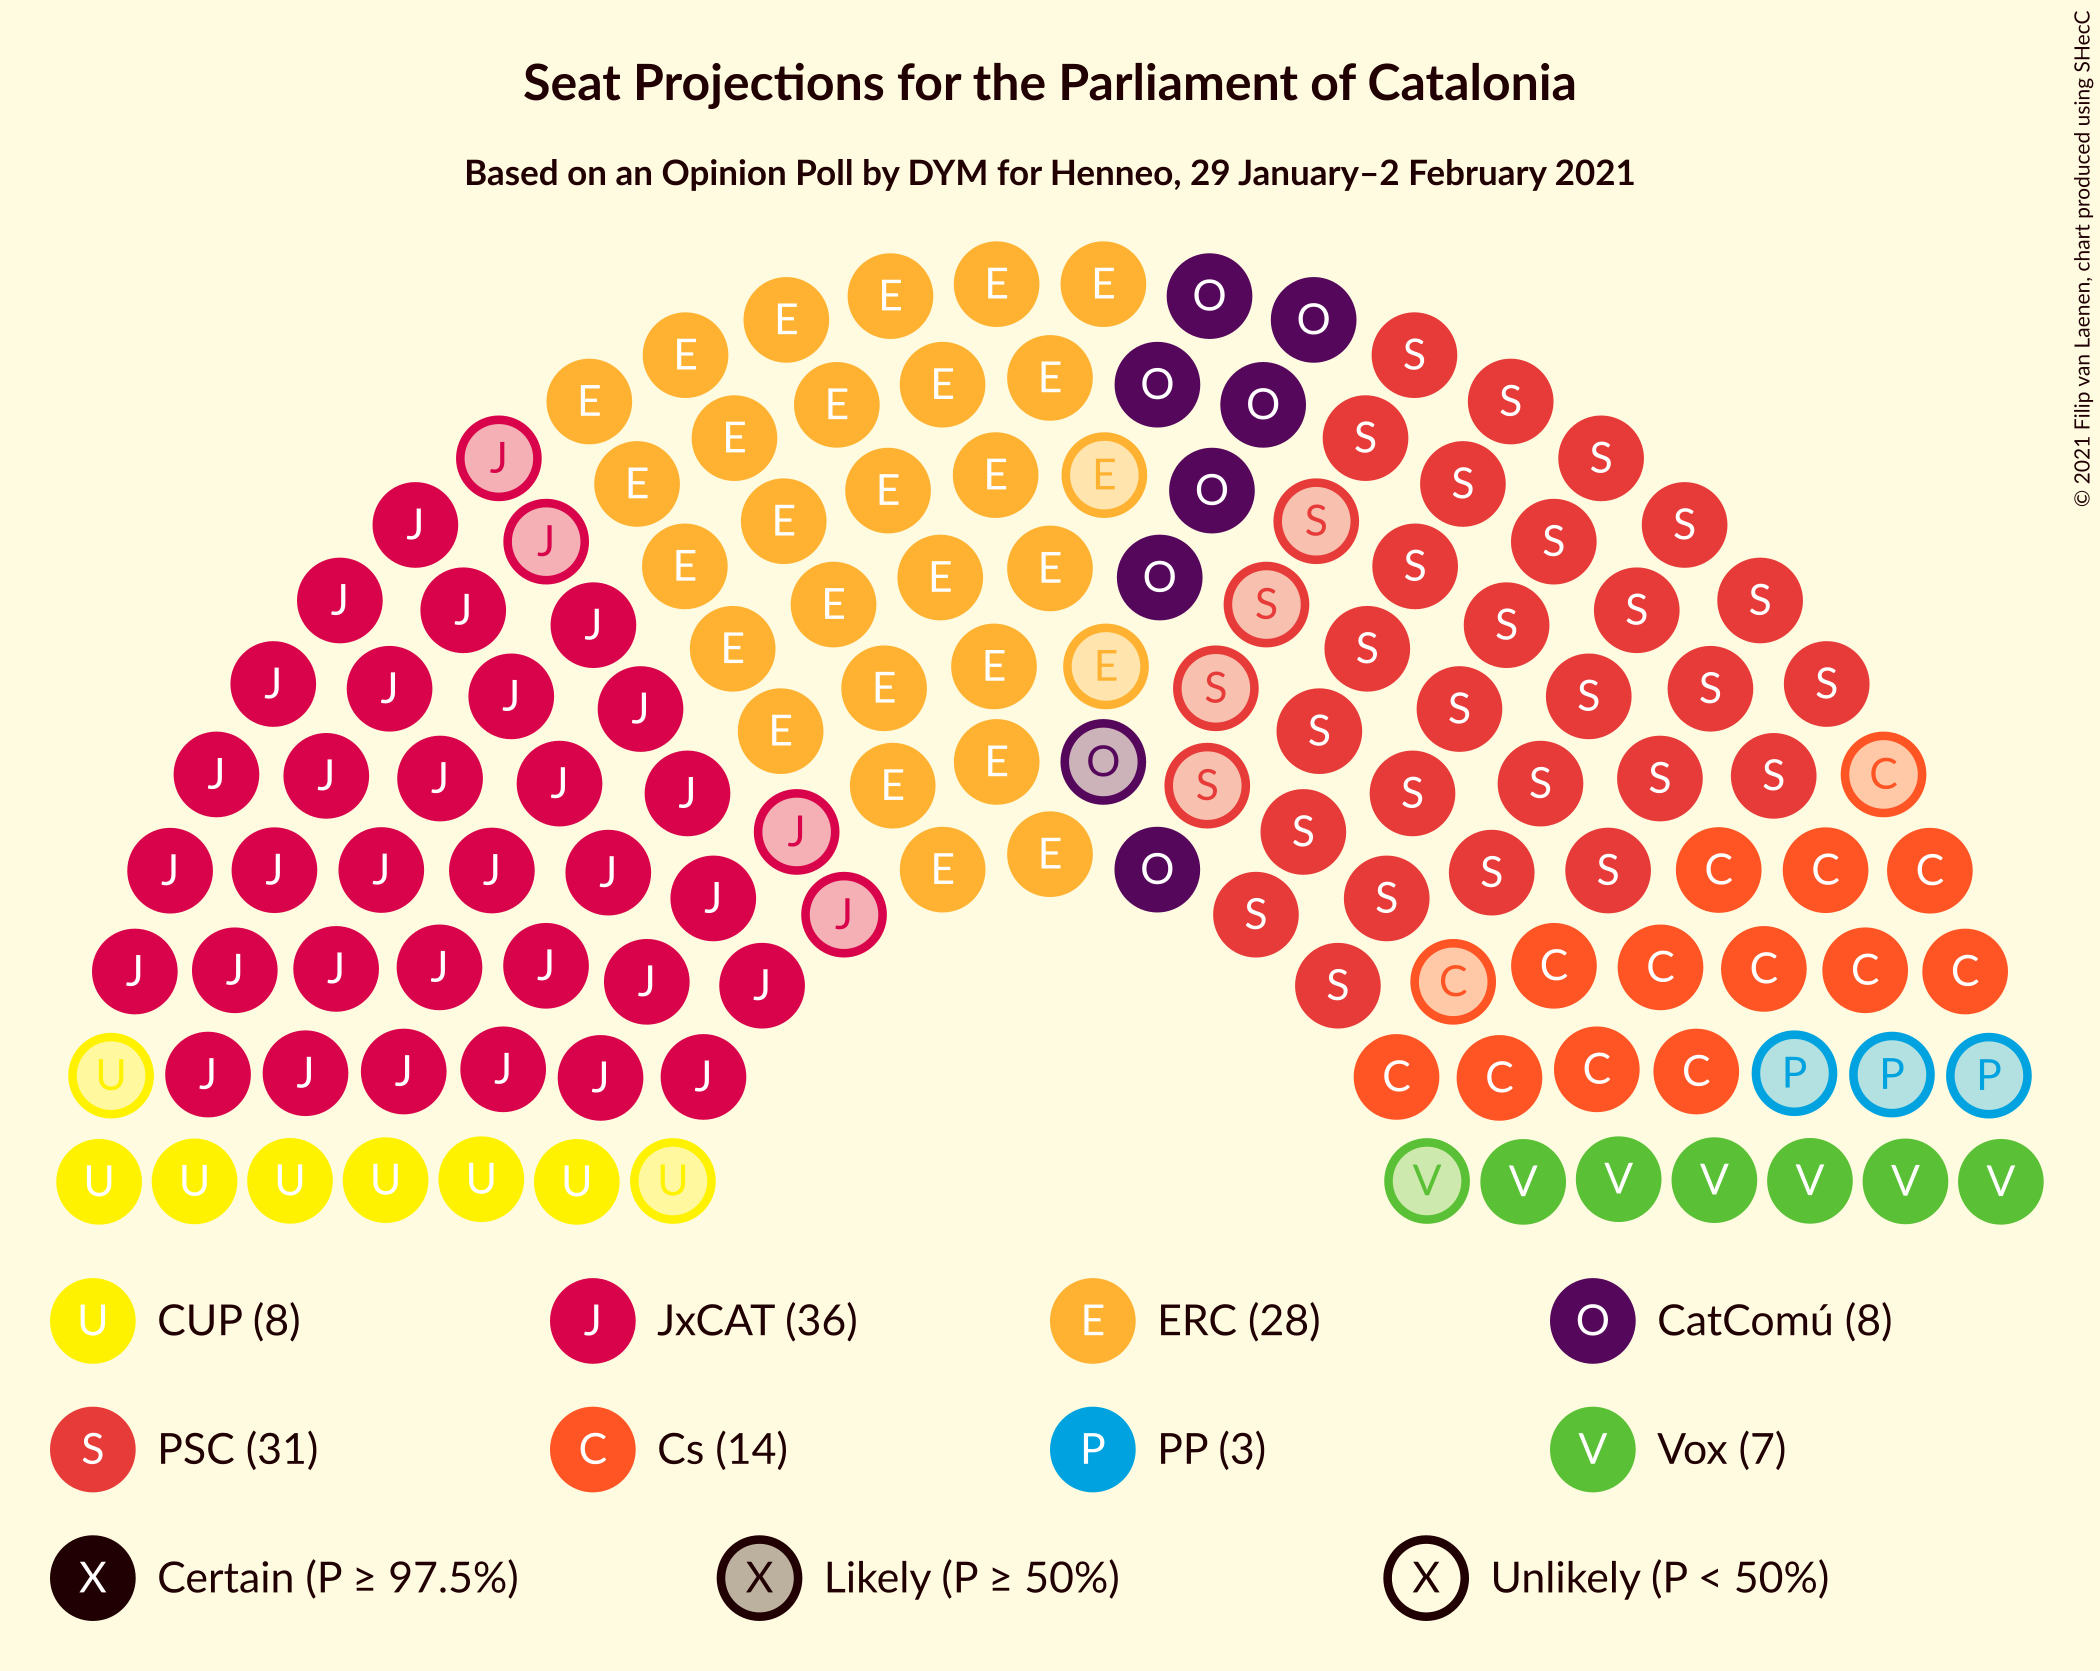 Seat Projections for the Parliament of Catalonia
Based on an Opinion Poll by DYM for Henneo, 29 January–2 February 2021
© 2021 Filip van Laenen, chart produced using SHecC
E E O O
E E S
E E E O O S S
J E E E E S S
J J E E E E O S S S S
J J J E E E E O S S S S S
J J J J E E E E S S S S S S
J J J J J E E O S S S S S S C
J J J J J J J E E E O S S S S S C C C
J J J J J J J J S S C C C C C C
U J J J J J J C C C C P P P
U U U U U U U V V V V V V V
U CUP (8) J JxCAT (36) E ERC (28) O CatComú (8)
S PSC (31) C Cs (14) P PP (3) V Vox (7)
X Certain (P ≥ 97.5%) X Likely (P ≥ 50%) X Unlikely (P < 50%)